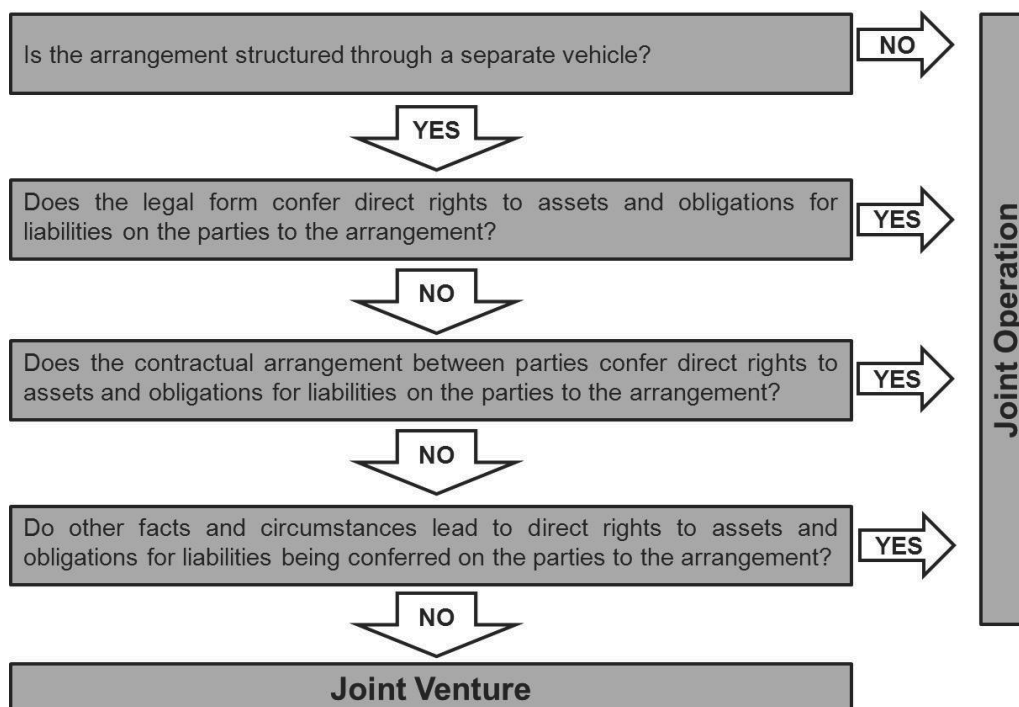 Is the arrangement structured through a separate vehicle?
NO
YES
Does the legal form confer direct rights to assets and obligations for
liabilities on the parties to the arrangement?
YES
NO
Does the contractual arrangement between parties confer direct rights to
assets and obligations for liabilities on the parties to the arrangement?
YES
NO
Do other facts and circumstances lead to direct rights to assets and
obligations for liabilities being conferred on the parties to the arrangement?
YES
NO
Joint Venture
Joint Operation